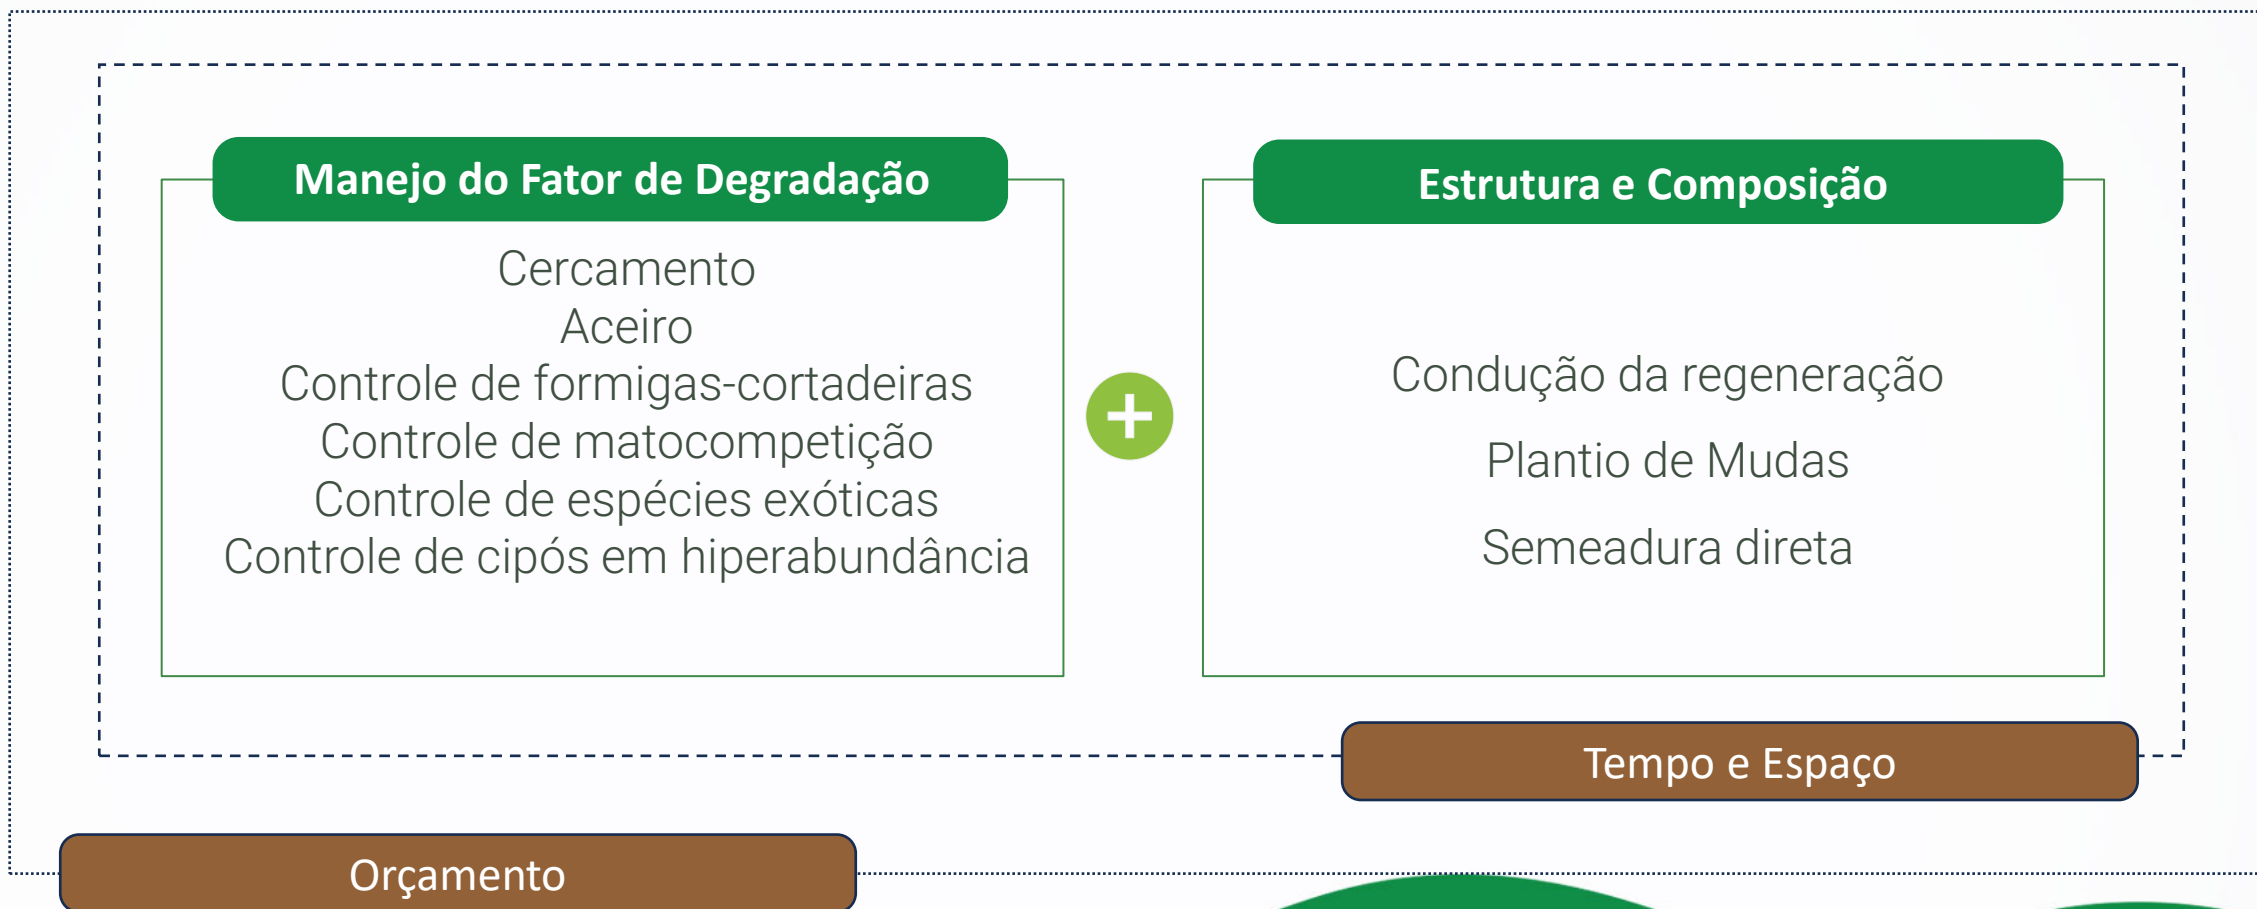 Manejo do Fator de Degradação
Cercamento
Aceiro
Controle de formigas-cortadeiras
Controle de matocompetição
Controle de espécies exóticas
Controle de cipós em hiperabundância
+
Estrutura e Composição
Condução da regeneração
Plantio de Mudas
Semeadura direta
Tempo e Espaço
Orçamento